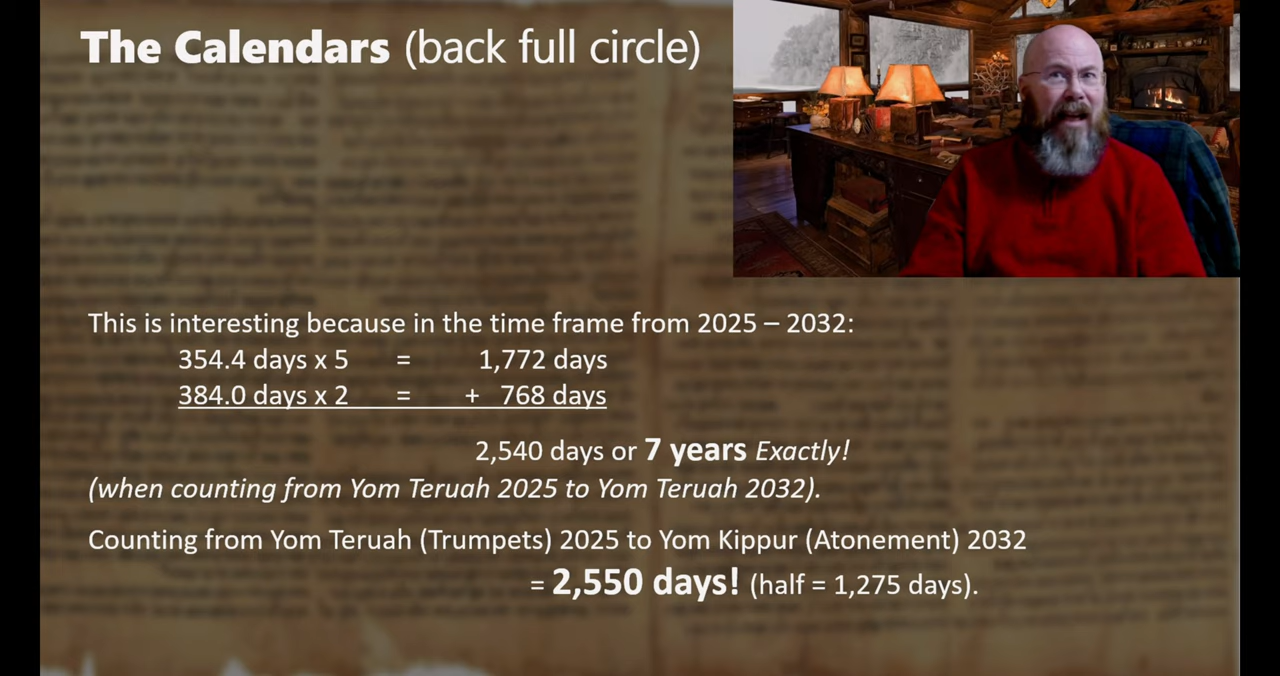 The Calendars (back full circle)
This is interesting because in the time frame from 2025 – 2032:
354.4 days x 5 = 1,772 days
384.0 days x 2 = + 768 days
2,540 days or 7 years Exactly!
(when counting from Yom Teruah 2025 to Yom Teruah 2032).
Counting from Yom Teruah (Trumpets) 2025 to Yom Kippur (Atonement) 2032
= 2,550 days! (half = 1,275 days).